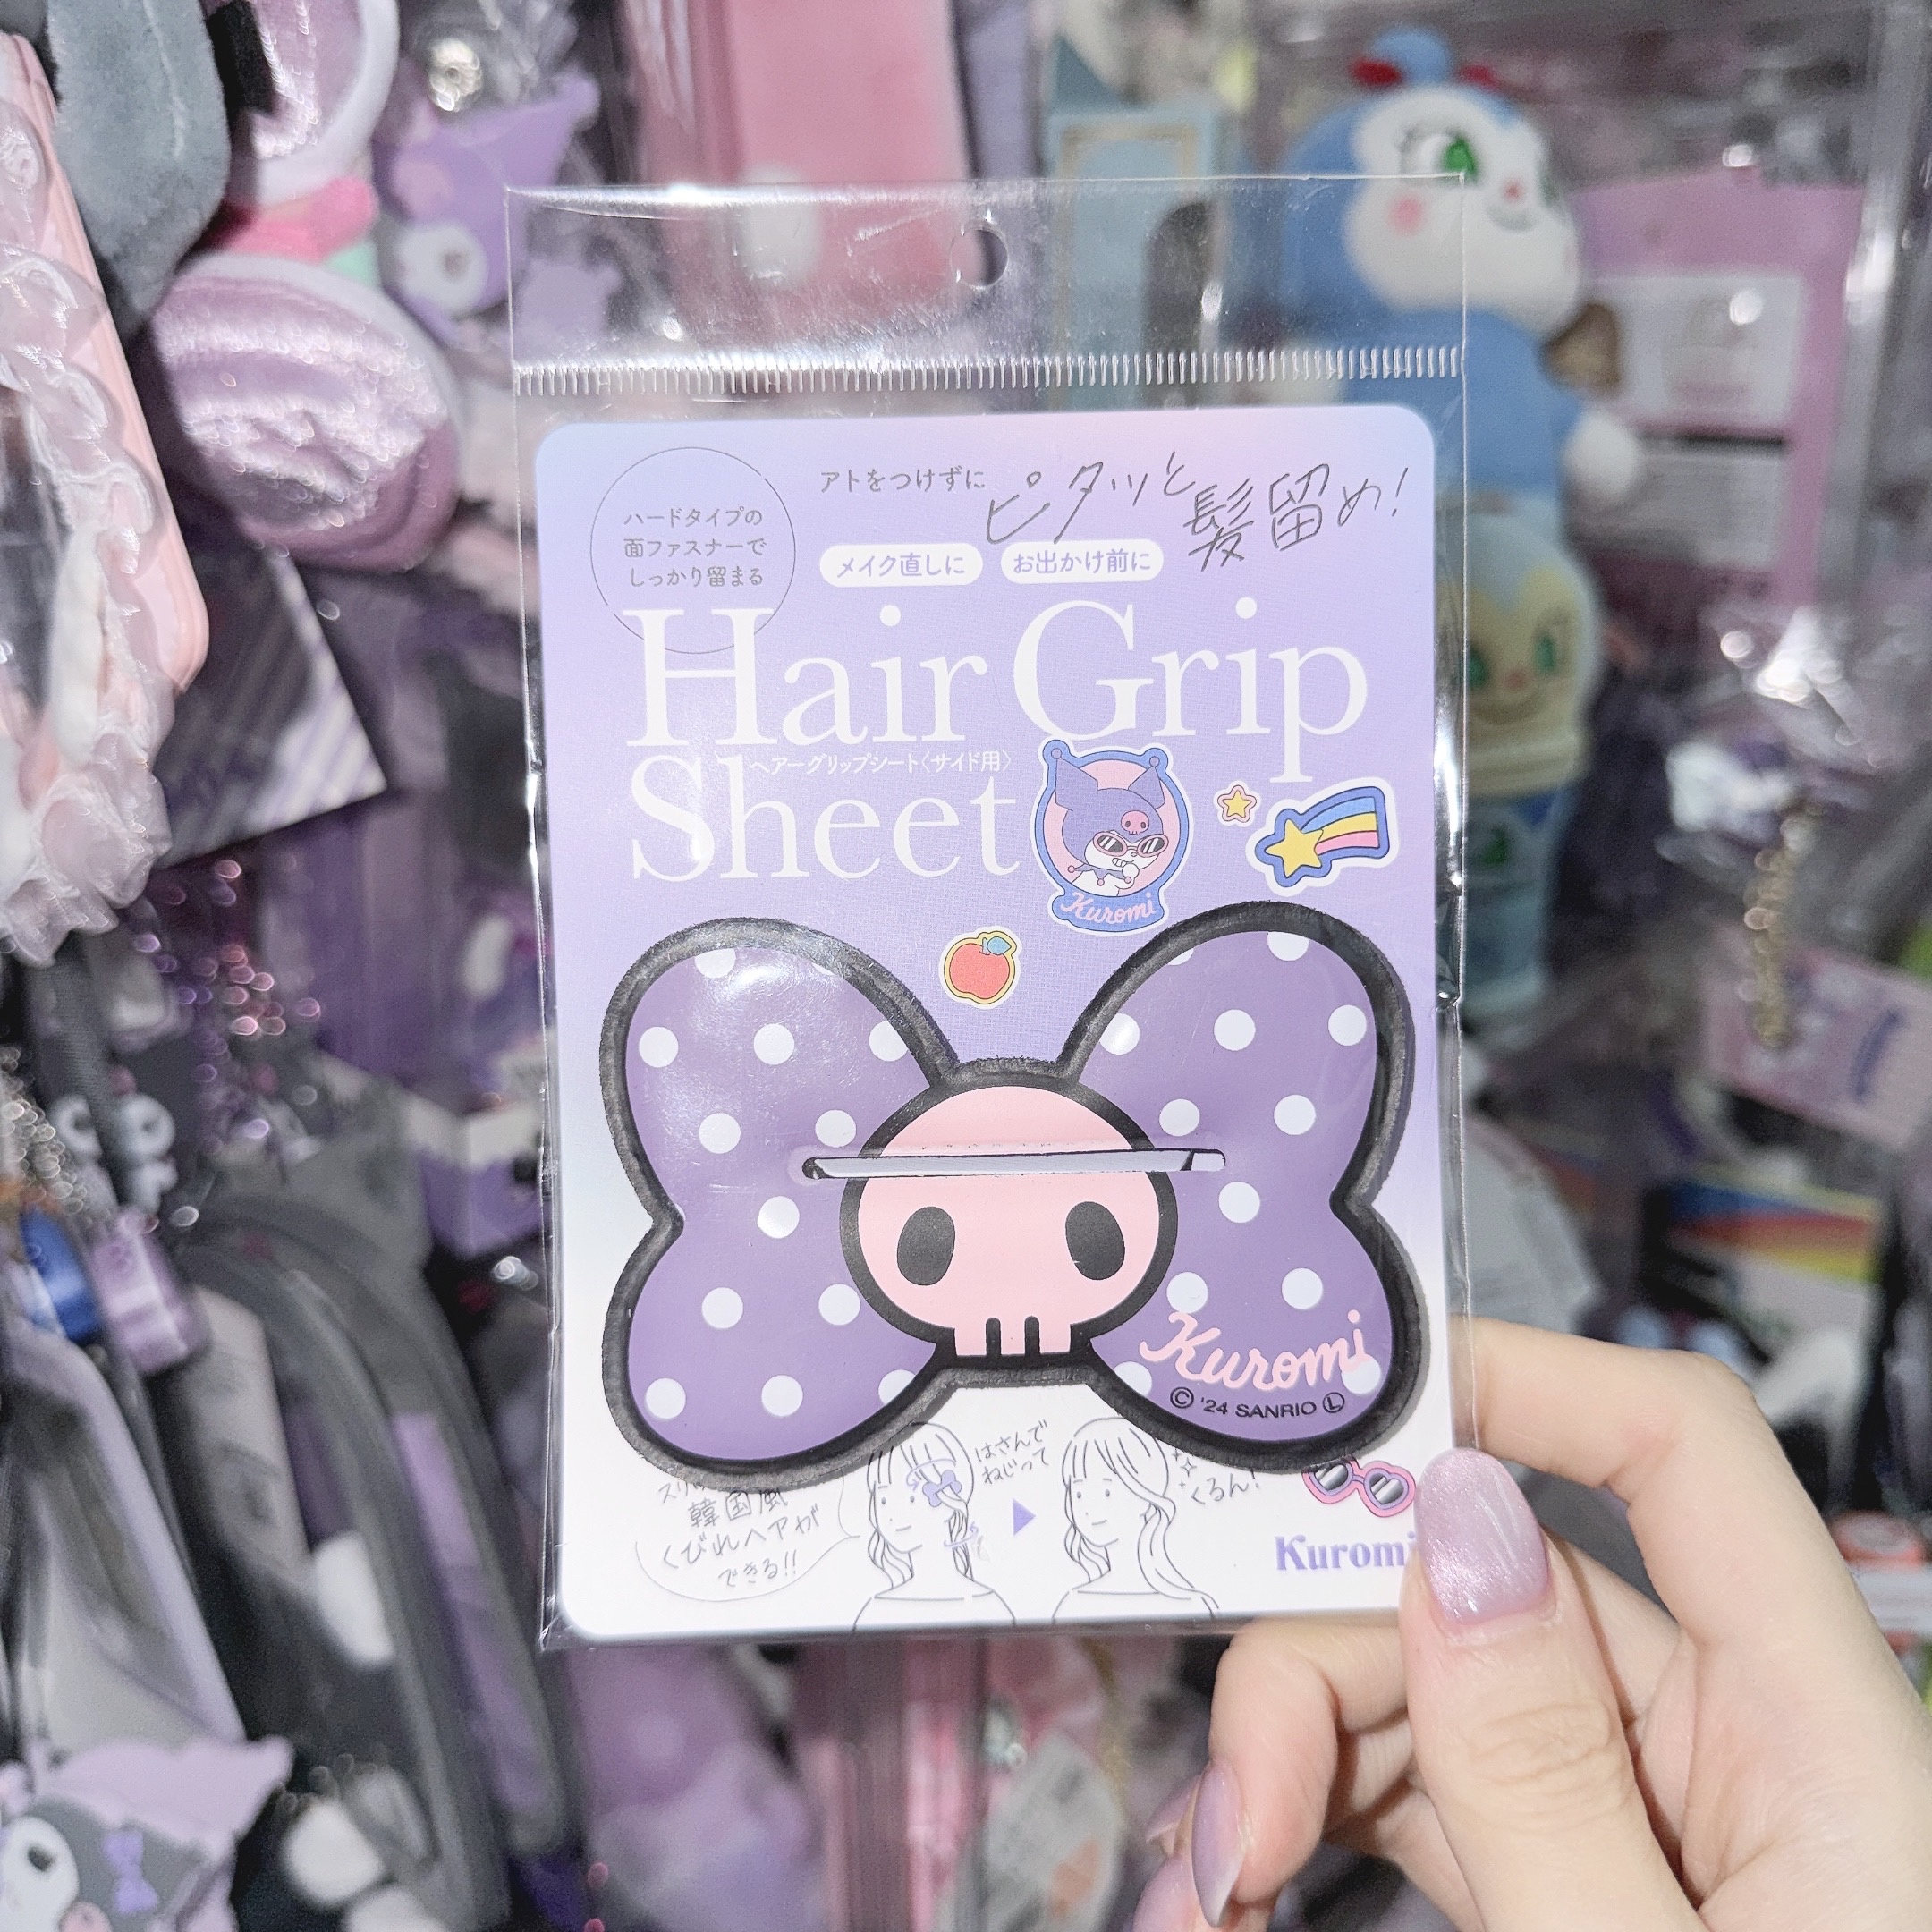 アトをつけずに
ピタッと髪留め!
ハードタイプの
面ファスナーで
しっかり留まる
メイク直しに
お出かけ前に
Hair Grip
ヘアーグリップシート〈サイド用〉
Sheet
Kuromi
Kuromi
© '24 SANRIO Ⓛ
韓国風
くびれヘアが
できる!!
はさんで
ねじって
くるん!
Kuromi